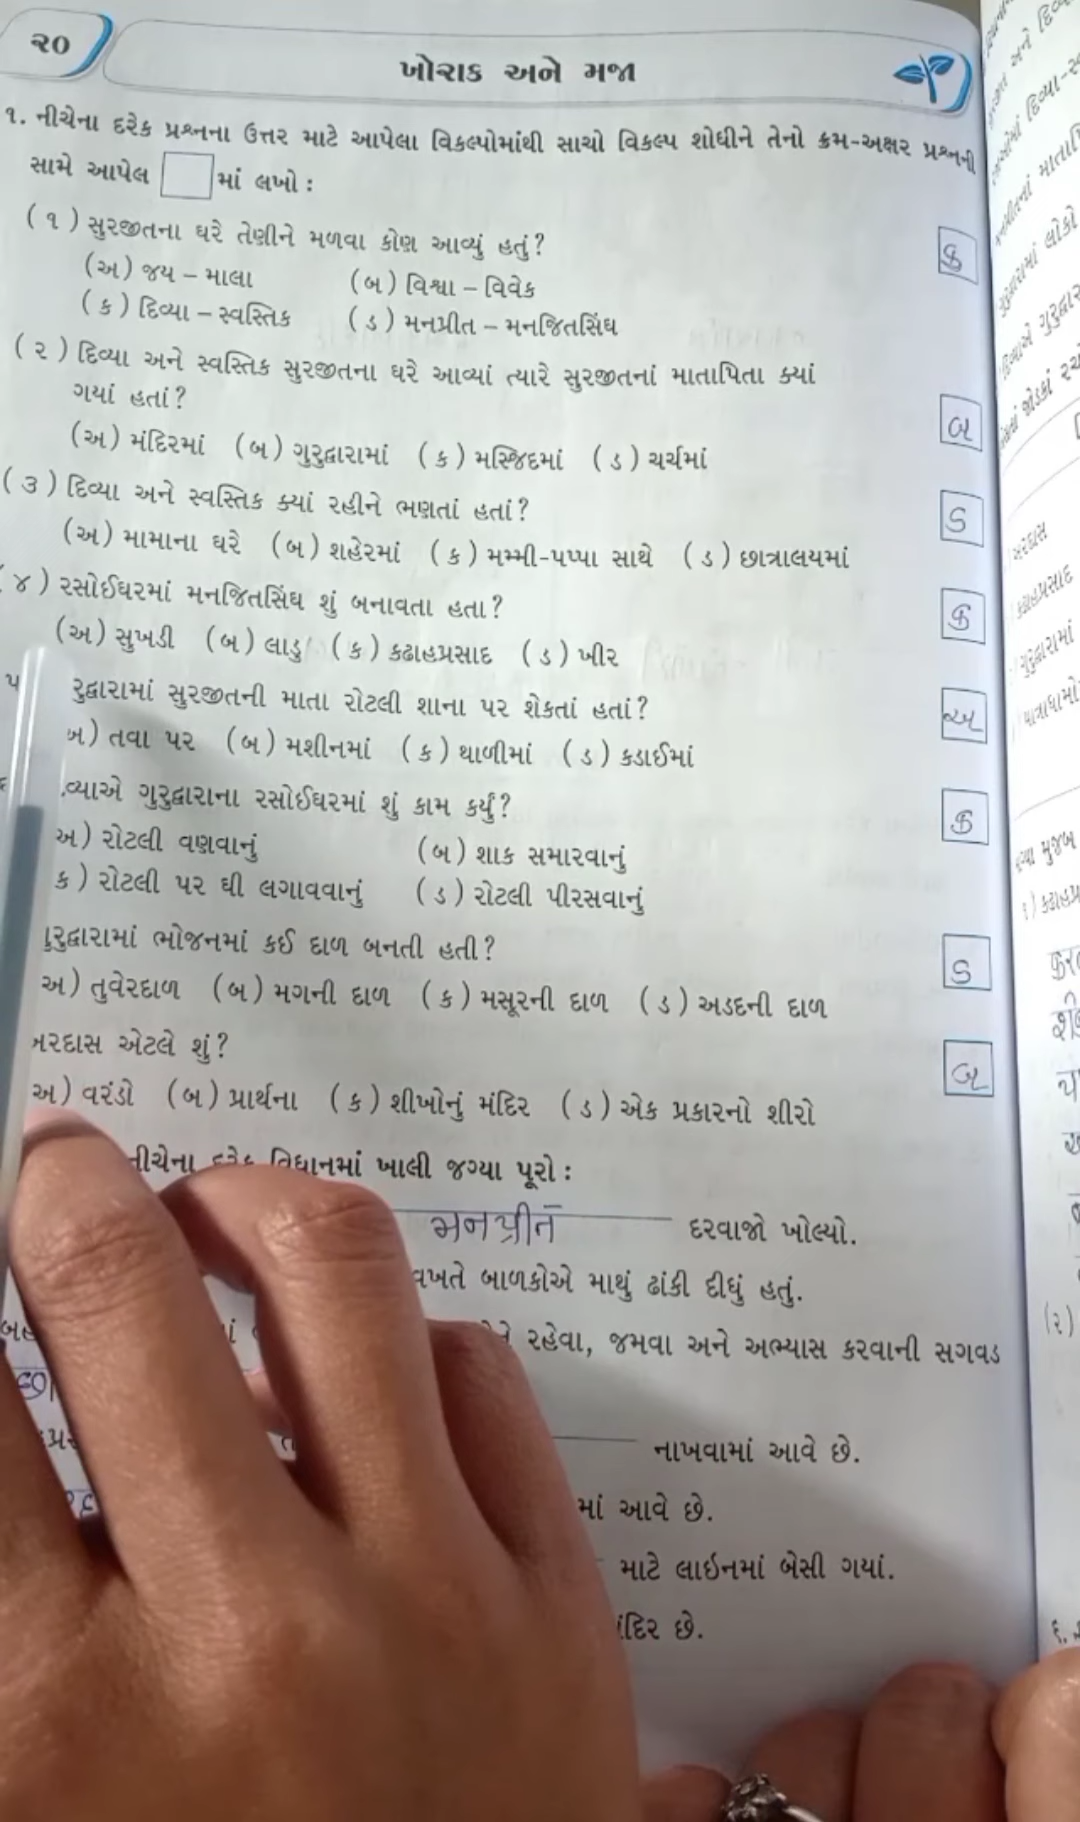 ૨૦
ખોરાક અને મજા
૧. નીચેના દરેક પ્રશ્નના ઉત્તર માટે આપેલા વિકલ્પોમાંથી સાચો વિકલ્પ શોધીને તેનો ક્રમ-અક્ષર પ્રશ્નની
સામે આપેલ માં લખો :
(૧) સુરજીતના ઘરે તેણીને મળવા કોણ આવ્યું હતું? ક
(અ) જય – માલા (બ) વિશ્વા – વિવેક
(ક) દિવ્યા – સ્વસ્તિક (ડ) મનપ્રીત – મનજિતસિંઘ
(૨) દિવ્યા અને સ્વસ્તિક સુરજીતના ઘરે આવ્યાં ત્યારે સુરજીતનાં માતાપિતા ક્યાં
ગયાં હતાં? બ
(અ) મંદિરમાં (બ) ગુરુદ્વારામાં (ક) મસ્જિદમાં (ડ) ચર્ચમાં
(૩) દિવ્યા અને સ્વસ્તિક ક્યાં રહીને ભણતાં હતાં? ડ
(અ) મામાના ઘરે (બ) શહેરમાં (ક) મમ્મી-પપ્પા સાથે (ડ) છાત્રાલયમાં
૪) રસોઈઘરમાં મનજિતસિંઘ શું બનાવતા હતા? ક
(અ) સુખડી (બ) લાડુ (ક) કઢાહપ્રસાદ (ડ) ખીર
રુદ્વારામાં સુરજીતની માતા રોટલી શાના પર શેકતાં હતાં? અ
અ) તવા પર (બ) મશીનમાં (ક) થાળીમાં (ડ) કડાઈમાં
વ્યાએ ગુરુદ્વારાના રસોઈઘરમાં શું કામ કર્યું? ક
અ) રોટલી વણવાનું (બ) શાક સમારવાનું
ક) રોટલી પર ઘી લગાવવાનું (ડ) રોટલી પીરસવાનું
રુદ્વારામાં ભોજનમાં કઈ દાળ બનતી હતી? ડ
અ) તુવેરદાળ (બ) મગની દાળ (ક) મસૂરની દાળ (ડ) અડદની દાળ
અરદાસ એટલે શું? બ
અ) વરંડો (બ) પ્રાર્થના (ક) શીખોનું મંદિર (ડ) એક પ્રકારનો શીરો
નીચેના દરેક વિધાનમાં ખાલી જગ્યા પૂરો :
મનપ્રીત દરવાજો ખોલ્યો.
વખતે બાળકોએ માથું ઢાંકી દીધું હતું.
રહેવા, જમવા અને અભ્યાસ કરવાની સગવડ
નાખવામાં આવે છે.
માં આવે છે.
માટે લાઇનમાં બેસી ગયાં.
મંદિર છે.